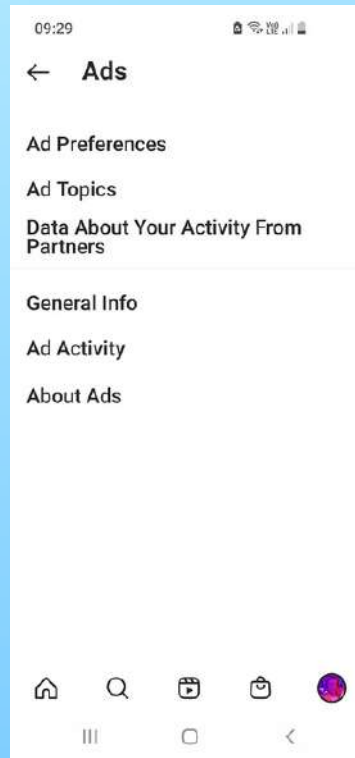 09:29
Ads
Ad Preferences
Ad Topics
Data About Your Activity From
Partners
General Info
Ad Activity
About Ads